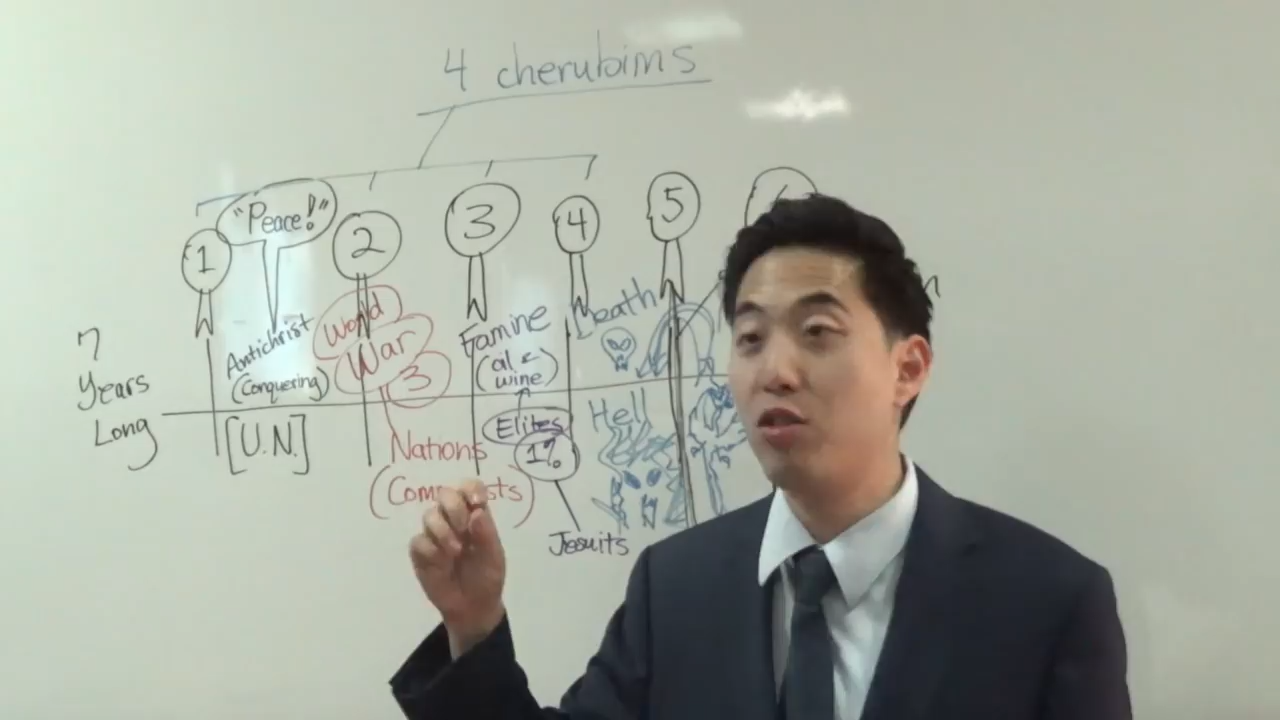 4 cherubims
1
"Peace!"
2
3
4
5
7
Years
Long
Antichrist
(Conquering)
[U.N.]
World
War
3
Nations
Famine
(oil &
wine)
Elites
1%
Jesuits
Death
Hell